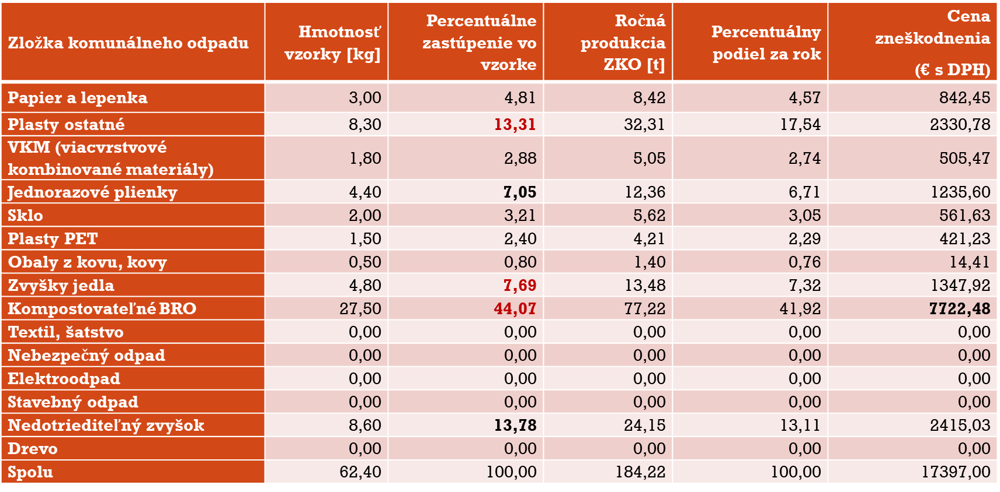 Zložka komunálneho odpadu Hmotnosť vzorky [kg] Percentuálne zastúpenie vo vzorke Ročná produkcia ZKO [t] Percentuálny podiel za rok Cena zneškodnenia (€ s DPH)
Papier a lepenka 3,00 4,81 8,42 4,57 842,45
Plasty ostatné 8,30 13,31 32,31 17,54 2330,78
VKM (viacvrstvové kombinované materiály) 1,80 2,88 5,05 2,74 505,47
Jednorazové plienky 4,40 7,05 12,36 6,71 1235,60
Sklo 2,00 3,21 5,62 3,05 561,63
Plasty PET 1,50 2,40 4,21 2,29 421,23
Obaly z kovu, kovy 0,50 0,80 1,40 0,76 14,41
Zvyšky jedla 4,80 7,69 13,48 7,32 1347,92
Kompostovateľné BRO 27,50 44,07 77,22 41,92 7722,48
Textil, šatstvo 0,00 0,00 0,00 0,00 0,00
Nebezpečný odpad 0,00 0,00 0,00 0,00 0,00
Elektroodpad 0,00 0,00 0,00 0,00 0,00
Stavebný odpad 0,00 0,00 0,00 0,00 0,00
Nedotriediteľný zvyšok 8,60 13,78 24,15 13,11 2415,03
Drevo 0,00 0,00 0,00 0,00 0,00
Spolu 62,40 100,00 184,22 100,00 17397,00